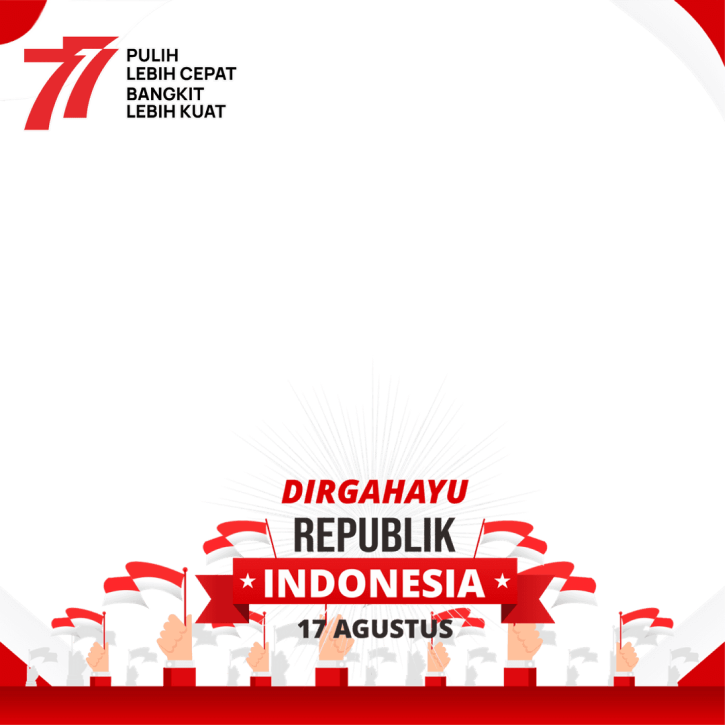 77
PULIH
LEBIH CEPAT
BANGKIT
LEBIH KUAT
DIRGAHAYU
REPUBLIK
INDONESIA
17 AGUSTUS